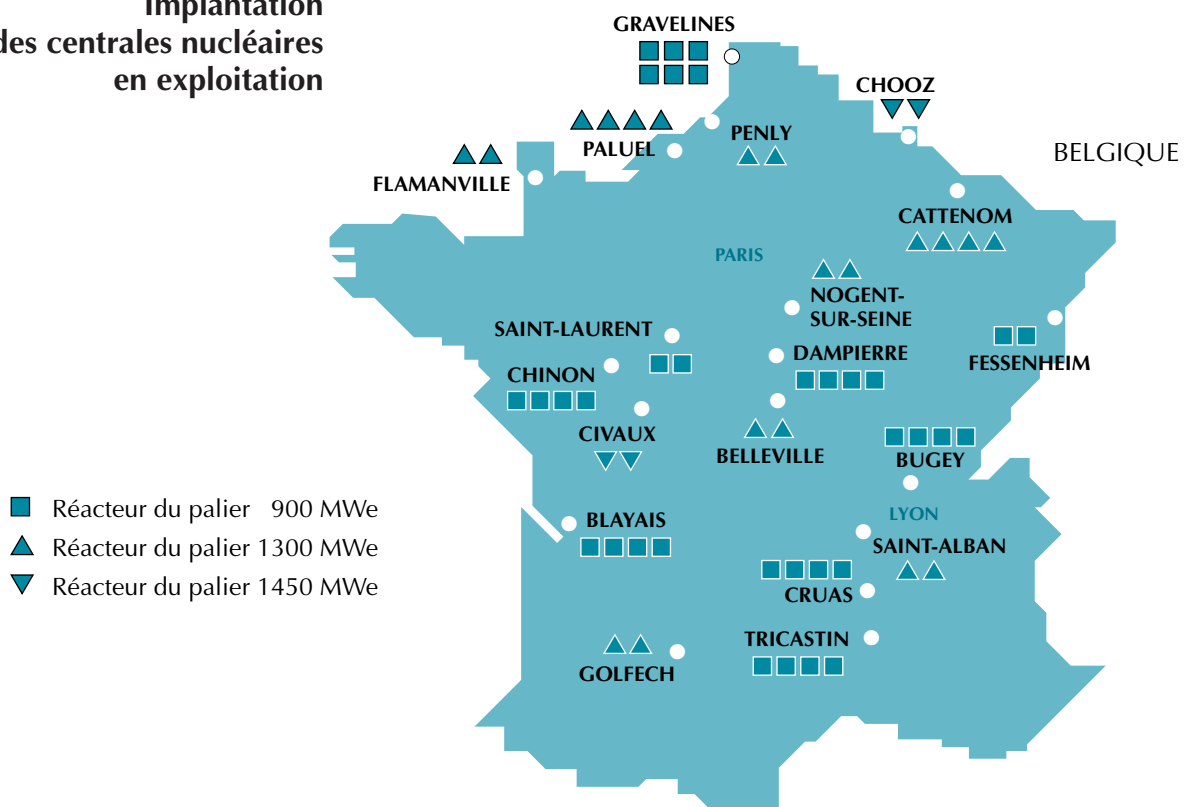 Implantation
des centrales nucléaires
en exploitation
GRAVELINES
CHOOZ
PENLY
PALUEL
BELGIQUE
FLAMANVILLE
CATTENOM
PARIS
NOGENT-
SUR-SEINE
SAINT-LAURENT
DAMPIERRE
FESSENHEIM
CHINON
CIVAUX
BELLEVILLE
BUGEY
Réacteur du palier 900 MWe
Réacteur du palier 1300 MWe
Réacteur du palier 1450 MWe
BLAYAIS
LYON
SAINT-ALBAN
CRUAS
TRICASTIN
GOLFECH